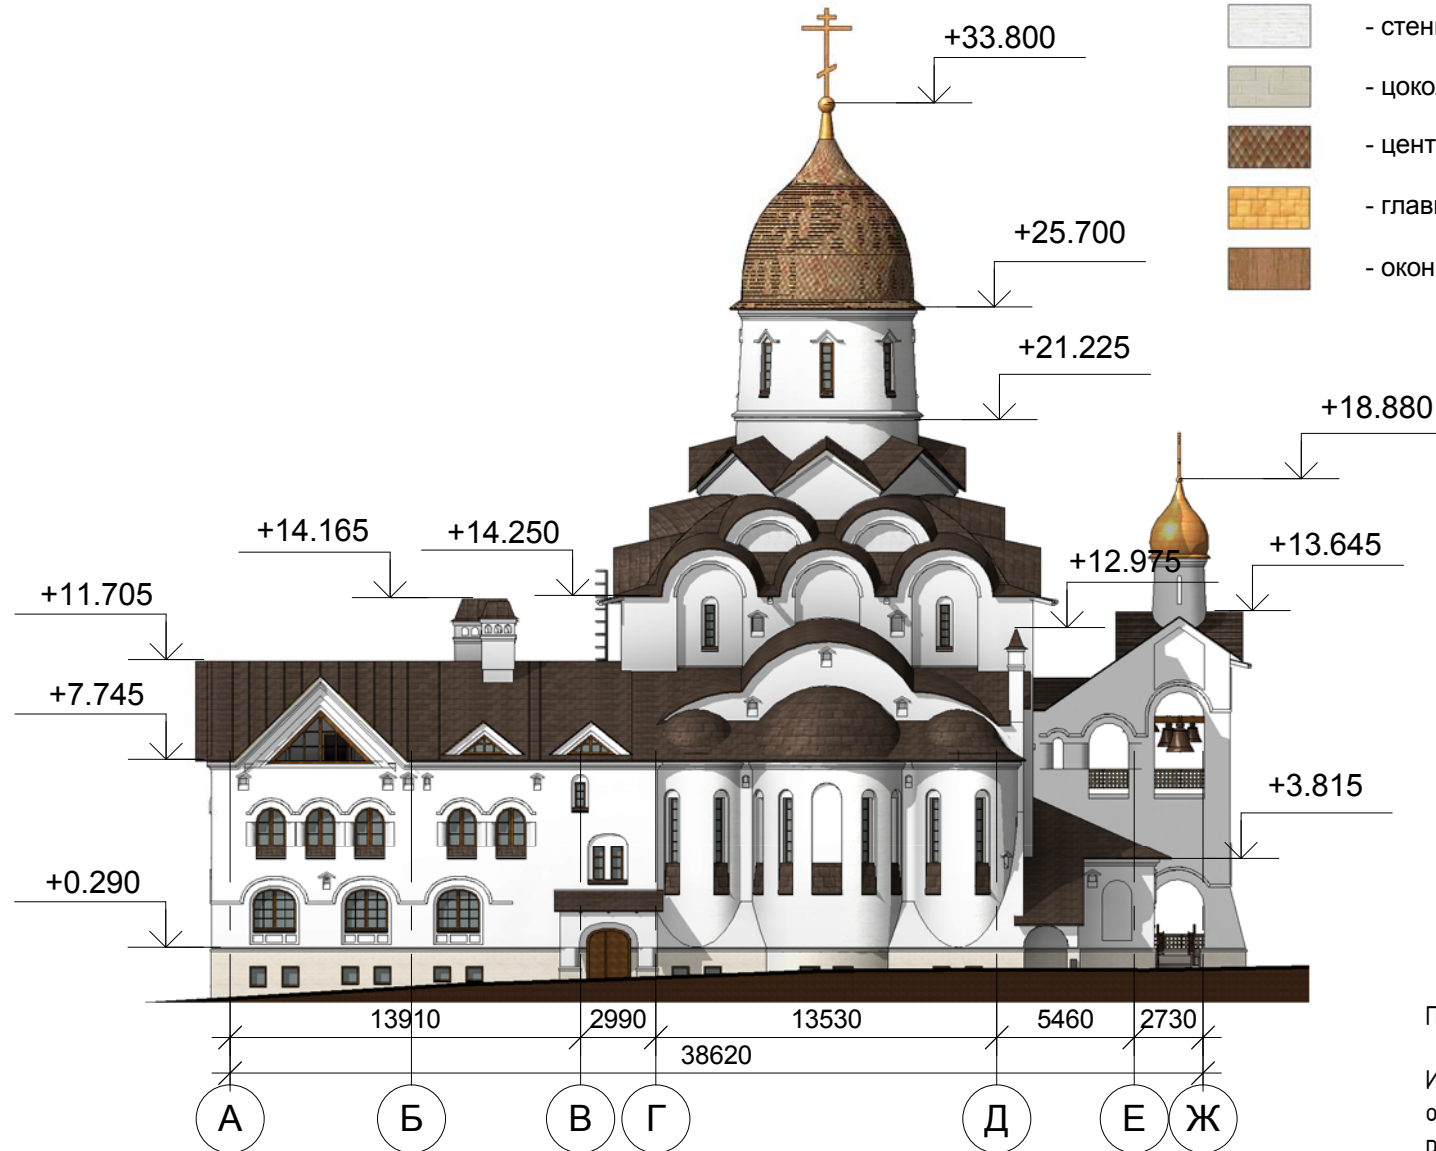 +33.800
- стен
- цоко
- цент
- глав
- окон
+25.700
+21.225
+18.880
+14.165
+14.250
+12.975
+13.645
+11.705
+7.745
+3.815
+0.290
13910
2990
13530
5460
2730
38620
А
Б
В
Г
Д
Е
Ж
П
И
о